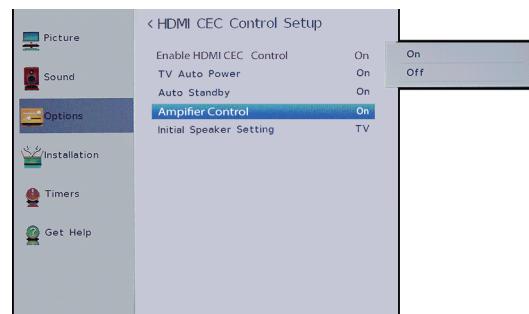 < HDMI CEC Control Setup
Picture
Sound
Options
Installation
Timers
Get Help
Enable HDMI CEC Control On
TV Auto Power On
Auto Standby On
Ampifier Control On
Initial Speaker Setting TV
On
Off